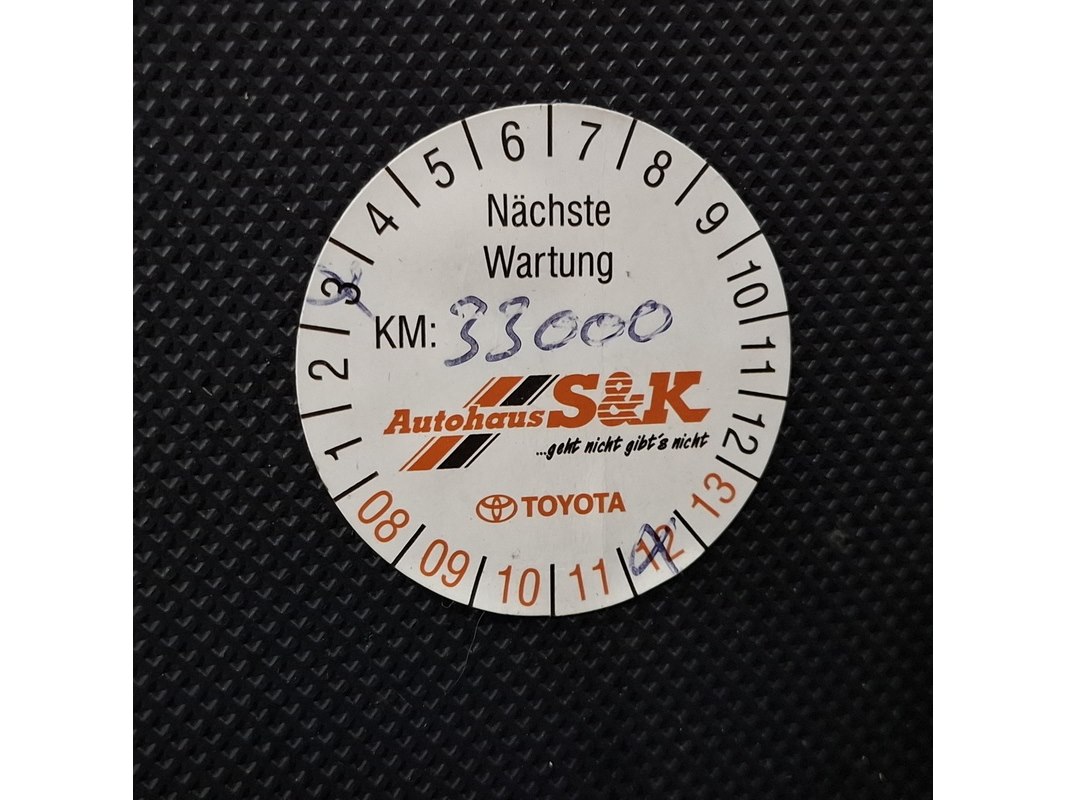 1 2 3 4 5 6 7 8 9 10 11 12
Nächste
Wartung
KM: 33000
Autohaus S&K
...geht nicht gibt's nicht
TOYOTA
08 09 10 11 12 13